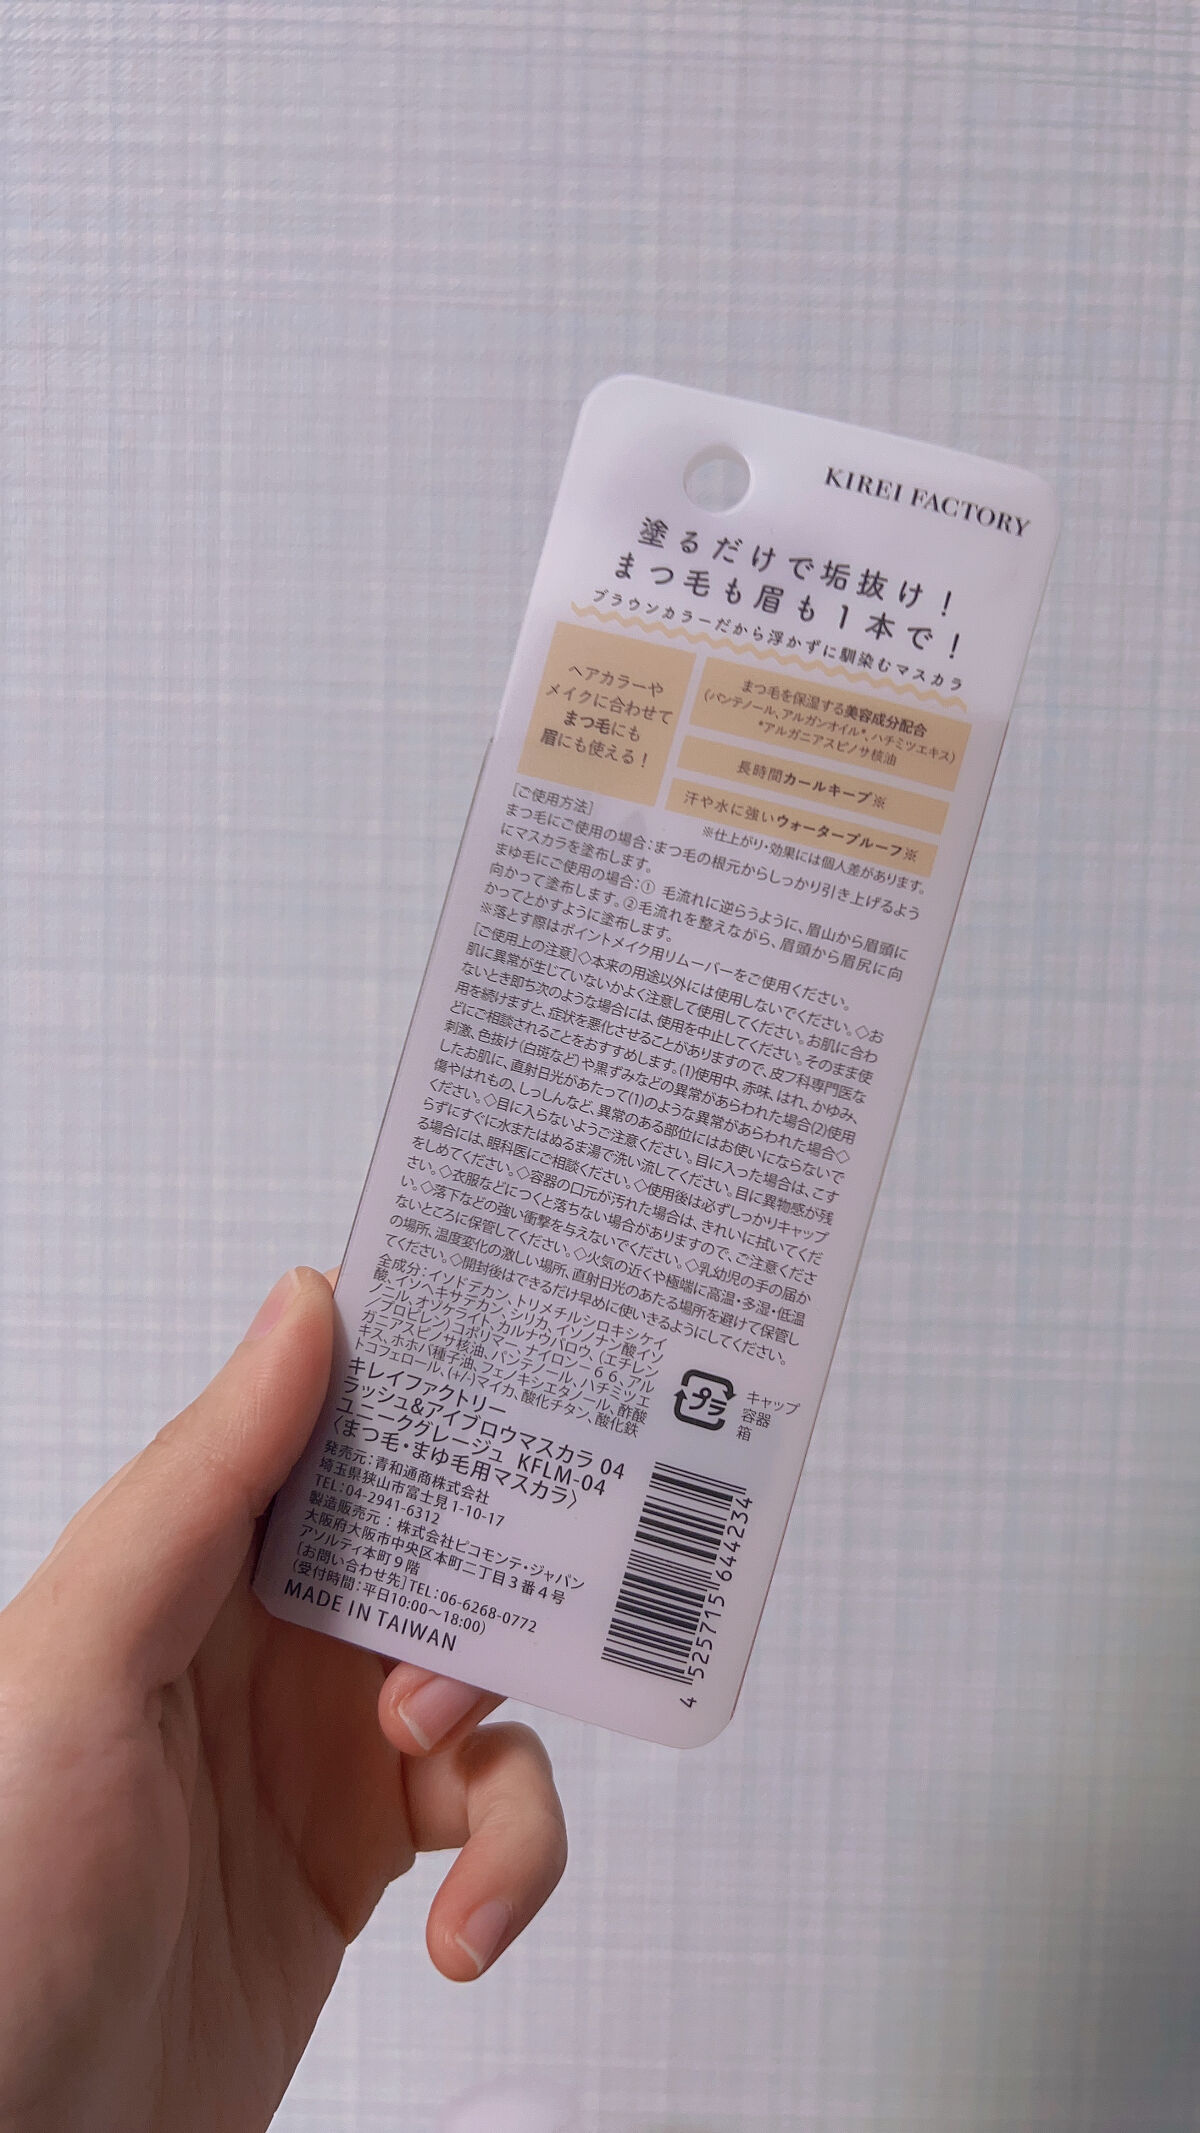 KIREI FACTORY
塗るだけで垢抜け！
まつ毛も眉も1本で！
ブラウンカラーだから浮かずに馴染むマスカラ
ヘアカラーや
メイクに合わせて
まつ毛にも
眉にも使える！
まつ毛を保湿する美容成分配合
(パンテノール、アルガンオイル*、ハチミツエキス)
*アルガニアスピノサ核油
長時間カールキープ※
汗や水に強いウォータープルーフ※
※仕上がり・効果には個人差があります。
[ご使用方法]
まつ毛にご使用の場合：まつ毛の根元からしっかり引き上げるよう
にマスカラを塗布します。
まゆ毛にご使用の場合：① 毛流れに逆らうように、眉山から眉頭に
向かって塗布します。②毛流れを整えながら、眉頭から眉尻に向
かってとかすように塗布します。
※落とす際はポイントメイク用リムーバーをご使用ください。
[ご使用上の注意]◇本来の用途以外には使用しないでください。◇お
肌に異常が生じていないかよく注意して使用してください。お肌に合わ
ないとき即ち次のような場合には、使用を中止してください。そのまま使
用を続けますと、症状を悪化させることがありますので、皮フ科専門医な
どにご相談されることをおすすめします。(1)使用中、赤味、はれ、かゆみ、
刺激、色抜け(白斑など)や黒ずみなどの異常があらわれた場合(2)使用
したお肌に、直射日光があたって(1)のような異常があらわれた場合◇
傷やはれもの、しっしんなど、異常のある部位にはお使いにならないで
ください。◇目に入らないようご注意ください。目に入った場合は、こす
らずにすぐに水またはぬるま湯で洗い流してください。目に異物感が残
る場合には、眼科医にご相談ください。◇使用後は必ずしっかりキャップ
をしめてください。◇容器の口元が汚れた場合は、きれいに拭いてくだ
さい。◇衣服などにつくと落ちない場合がありますので、ご注意くださ
い。◇落下などの強い衝撃を与えないでください。◇乳幼児の手の届か
ないところに保管してください。◇火気の近くや極端に高温・多湿・低温
の場所、温度変化の激しい場所、直射日光のあたる場所を避けて保管し
てください。◇開封後はできるだけ早めに使いきるようにしてください。
全成分：イソドデカン、トリメチルシロキシケイ
酸、イソヘキサデカン、シリカ、イソノナン酸イソ
ノニル、オゾケライト、カルナウバロウ、(エチレン
/プロピレン)コポリマー、ナイロン−66、アル
ガニアスピノサ核油、パンテノール、ハチミツエ
キス、ホホバ種子油、フェノキシエタノール、酢酸
トコフェロール、(+/-)マイカ、酸化チタン、酸化鉄
プラ
キャップ
容器
箱
キレイファクトリー
ラッシュ&アイブロウマスカラ 04
ユニークグレージュ KFLM-04
〈まつ毛・まゆ毛用マスカラ〉
発売元：青和通商株式会社
埼玉県狭山市富士見1-10-17
TEL：04-2941-6312
製造販売元：株式会社ピコモンテ・ジャパン
大阪府大阪市中央区本町二丁目3番4号
アソルティ本町9階
[お問い合わせ先]TEL：06-6268-0772
(受付時間：平日10:00〜18:00)
MADE IN TAIWAN
4 525715 644234